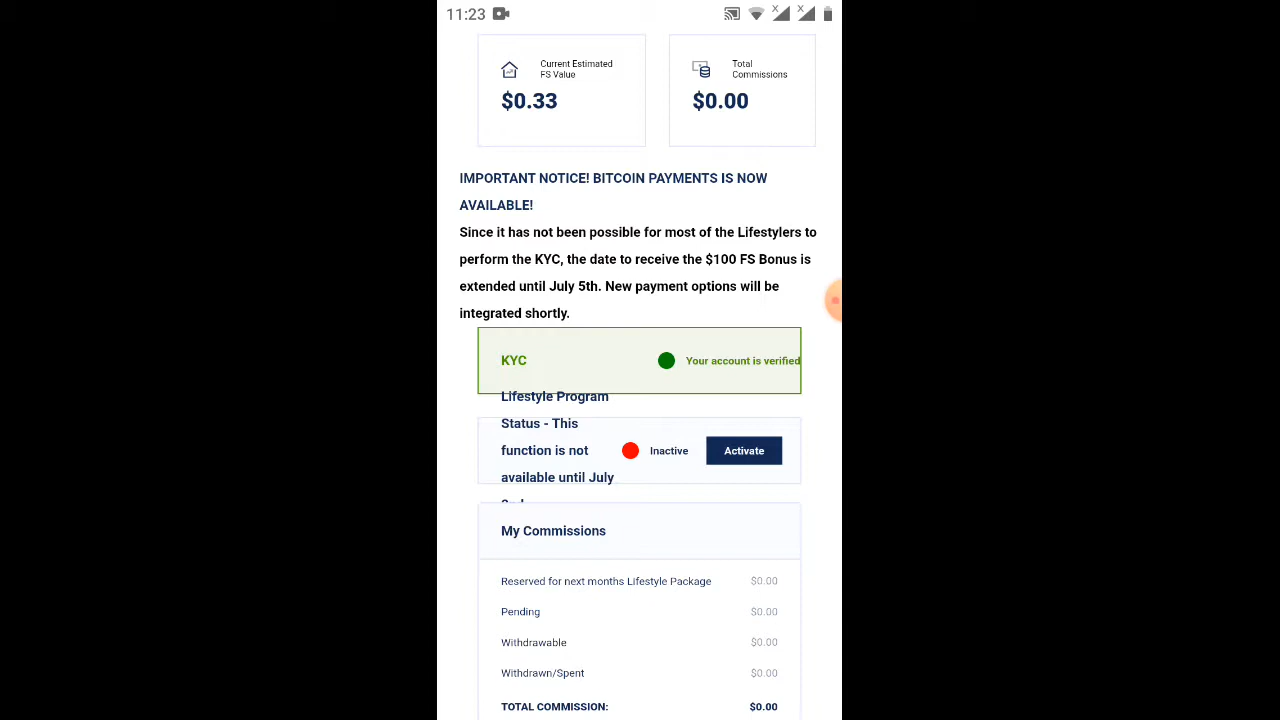 11:23
Current Estimated
FS Value
$0.33
Total
Commissions
$0.00
IMPORTANT NOTICE! BITCOIN PAYMENTS IS NOW
AVAILABLE!
Since it has not been possible for most of the Lifestylers to
perform the KYC, the date to receive the $100 FS Bonus is
extended until July 5th. New payment options will be
integrated shortly.
KYC
Your account is verified
Lifestyle Program
Status - This
function is not
available until July
Inactive
Activate
My Commissions
Reserved for next months Lifestyle Package $0.00
Pending $0.00
Withdrawable $0.00
Withdrawn/Spent $0.00
TOTAL COMMISSION: $0.00